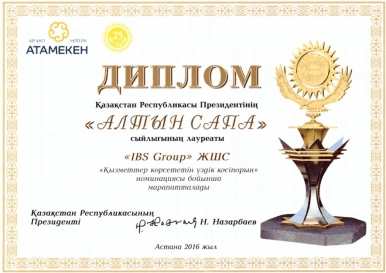 АТАМЕКЕН
25
ДИПЛОМ
Қазақстан Республикасы Президентінің
«АЛТЫН САПА»
сыйлығының лауреаты
«IBS Group» ЖШС
«Қызметтер көрсететін үздік кәсіпорын»
номинациясы бойынша
марапатталады
Қазақстан Республикасының
Президенті Н. Назарбаев
Астана 2016 жыл